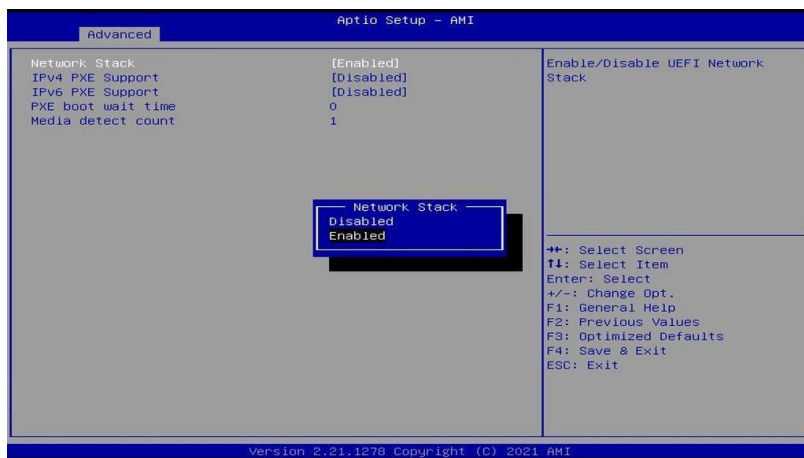 Aptio Setup – AMI
Advanced
Network Stack [Enabled]
IPv4 PXE Support [Disabled]
IPv6 PXE Support [Disabled]
PXE boot wait time 0
Media detect count 1
Enable/Disable UEFI Network
Stack
Network Stack
Disabled
Enabled
→←: Select Screen
↑↓: Select Item
Enter: Select
+/-: Change Opt.
F1: General Help
F2: Previous Values
F3: Optimized Defaults
F4: Save & Exit
ESC: Exit
Version 2.21.1278 Copyright (C) 2021 AMI